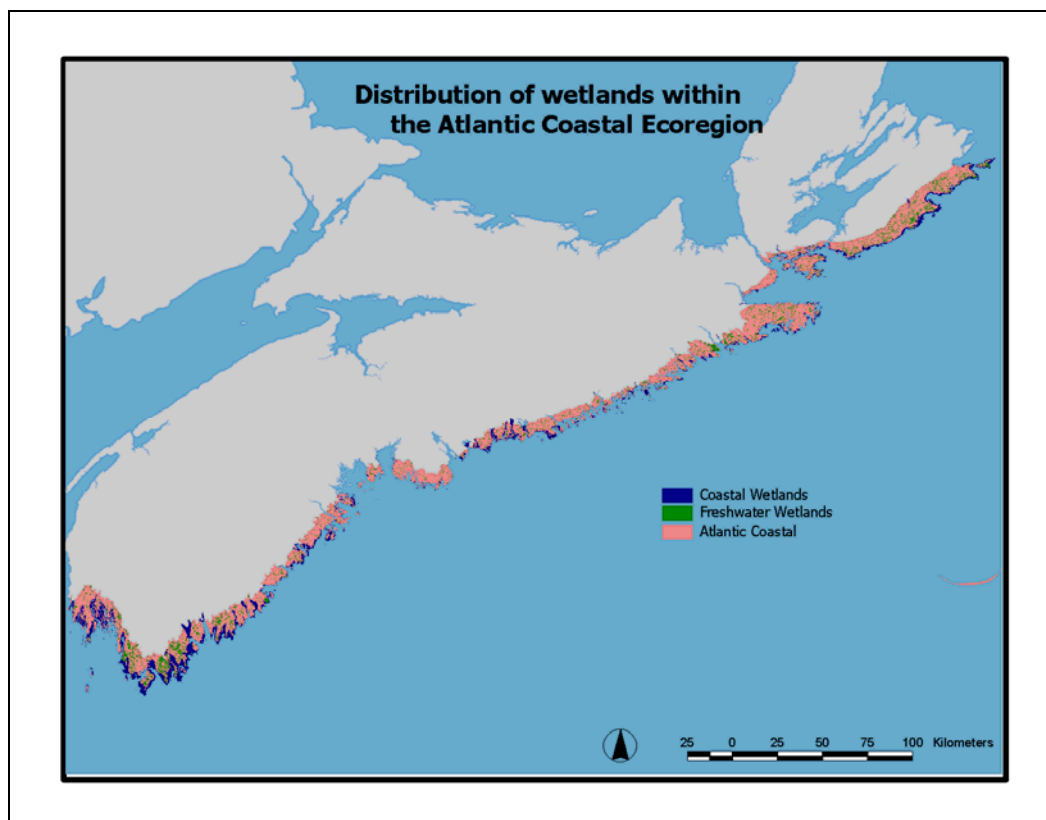 Distribution of wetlands within
the Atlantic Coastal Ecoregion
Coastal Wetlands
Freshwater Wetlands
Atlantic Coastal
25 0 25 50 75 100 Kilometers